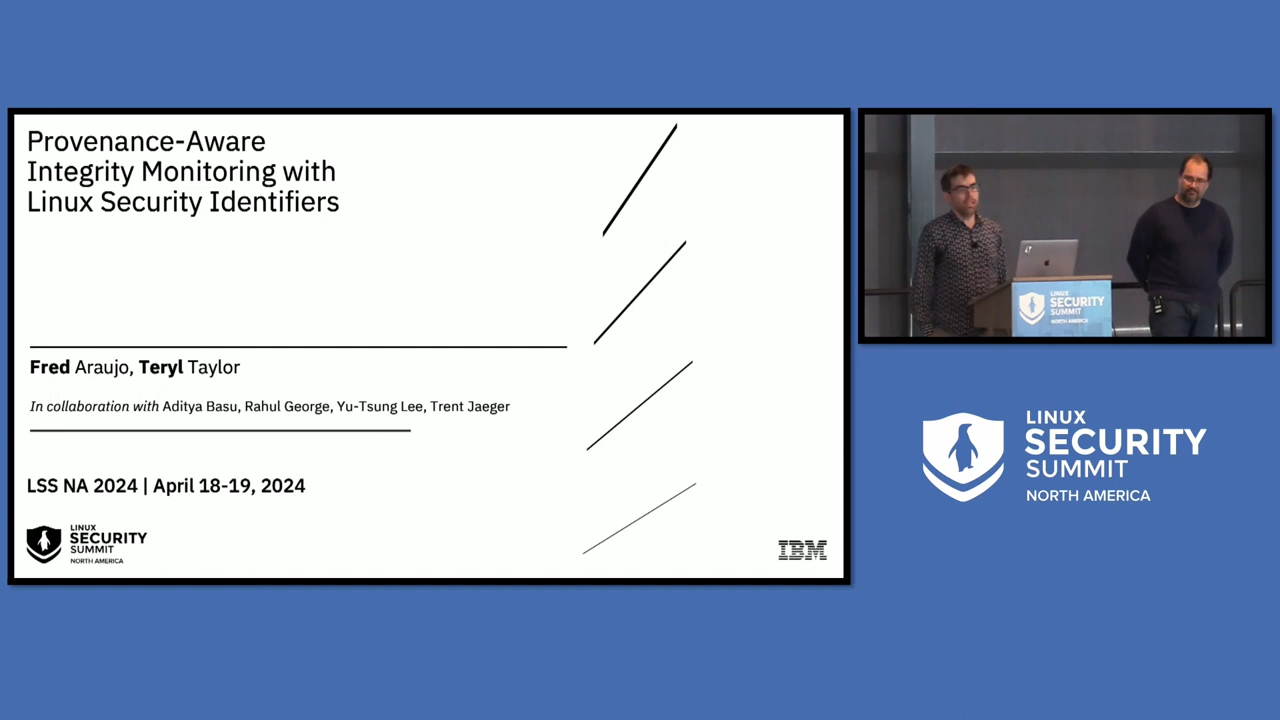 Provenance-Aware
Integrity Monitoring with
Linux Security Identifiers
Fred Araujo, Teryl Taylor
In collaboration with Aditya Basu, Rahul George, Yu-Tsung Lee, Trent Jaeger
LSS NA 2024 | April 18-19, 2024
LINUX
SECURITY
SUMMIT
NORTH AMERICA
IBM
LINUX
SECURITY
SUMMIT
NORTH AMERICA
LINUX
SECURITY
SUMMIT
NORTH AMERICA